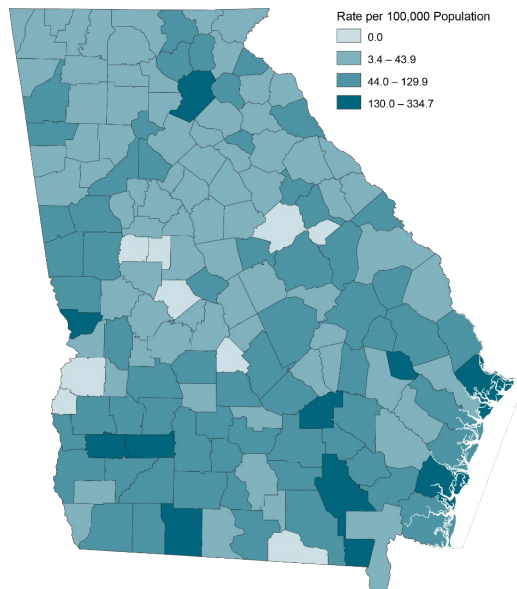 Rate per 100,000 Population
0.0
3.4 – 43.9
44.0 – 129.9
130.0 – 334.7